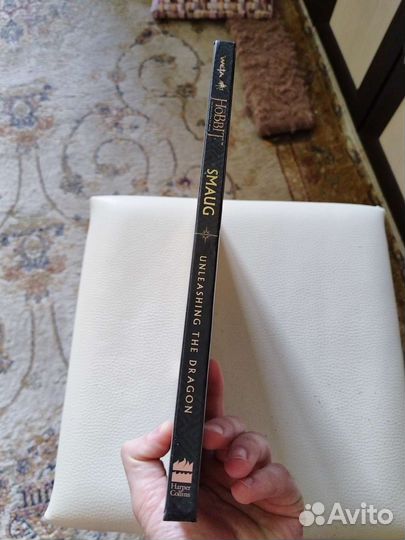 WETA
THE
HOBBIT
SMAUG
UNLEASHING THE DRAGON
Harper
Collins
Avito